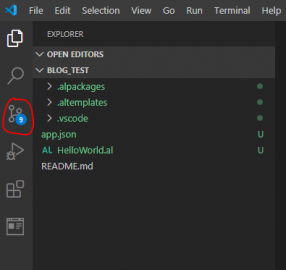 File Edit Selection View Go Run Terminal Help
EXPLORER
OPEN EDITORS
BLOG_TEST
.alpackages
.altemplates
9
.vscode
app.json U
AL HelloWorld.al U
README.md